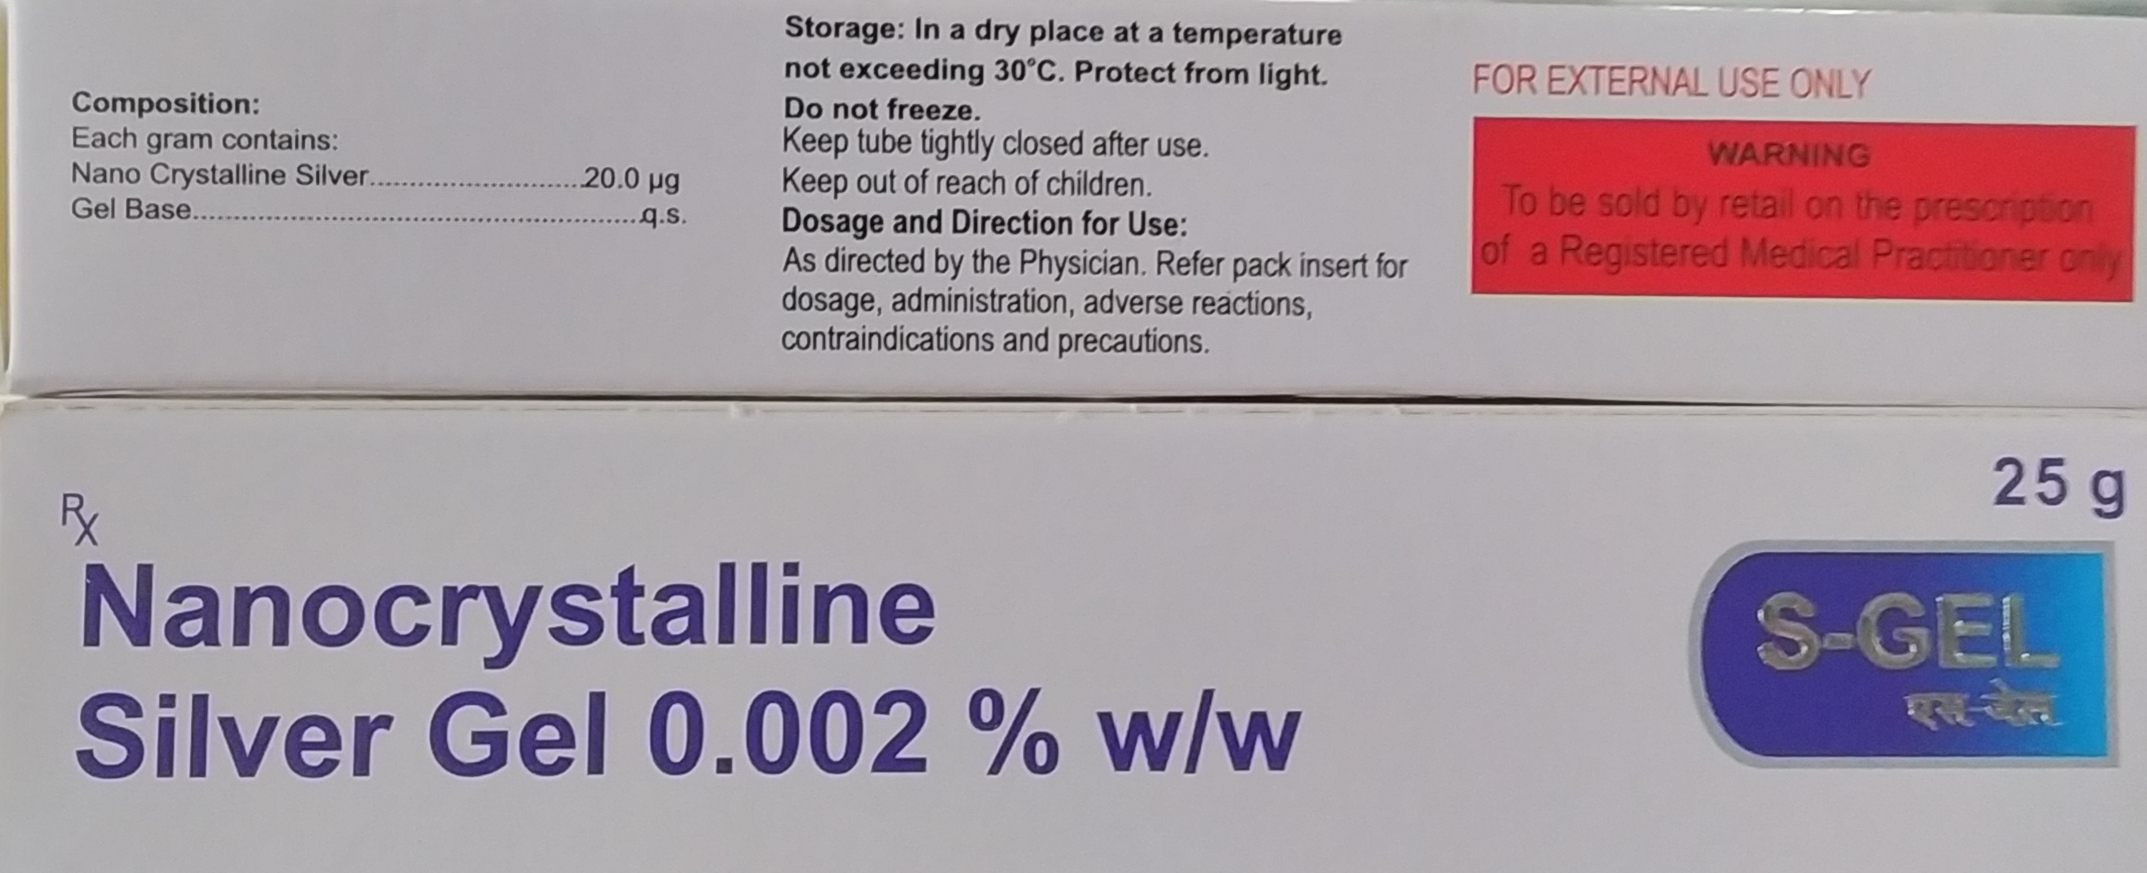 Composition:
Each gram contains:
Nano Crystalline Silver..............................20.0 µg
Gel Base.........................................................q.s.
Storage: In a dry place at a temperature
not exceeding 30°C. Protect from light.
Do not freeze.
Keep tube tightly closed after use.
Keep out of reach of children.
Dosage and Direction for Use:
As directed by the Physician. Refer pack insert for
dosage, administration, adverse reactions,
contraindications and precautions.
FOR EXTERNAL USE ONLY
WARNING
To be sold by retail on the prescription
of a Registered Medical Practitioner only
25 g
Rx
Nanocrystalline
Silver Gel 0.002 % w/w
S-GEL
एस-जेल